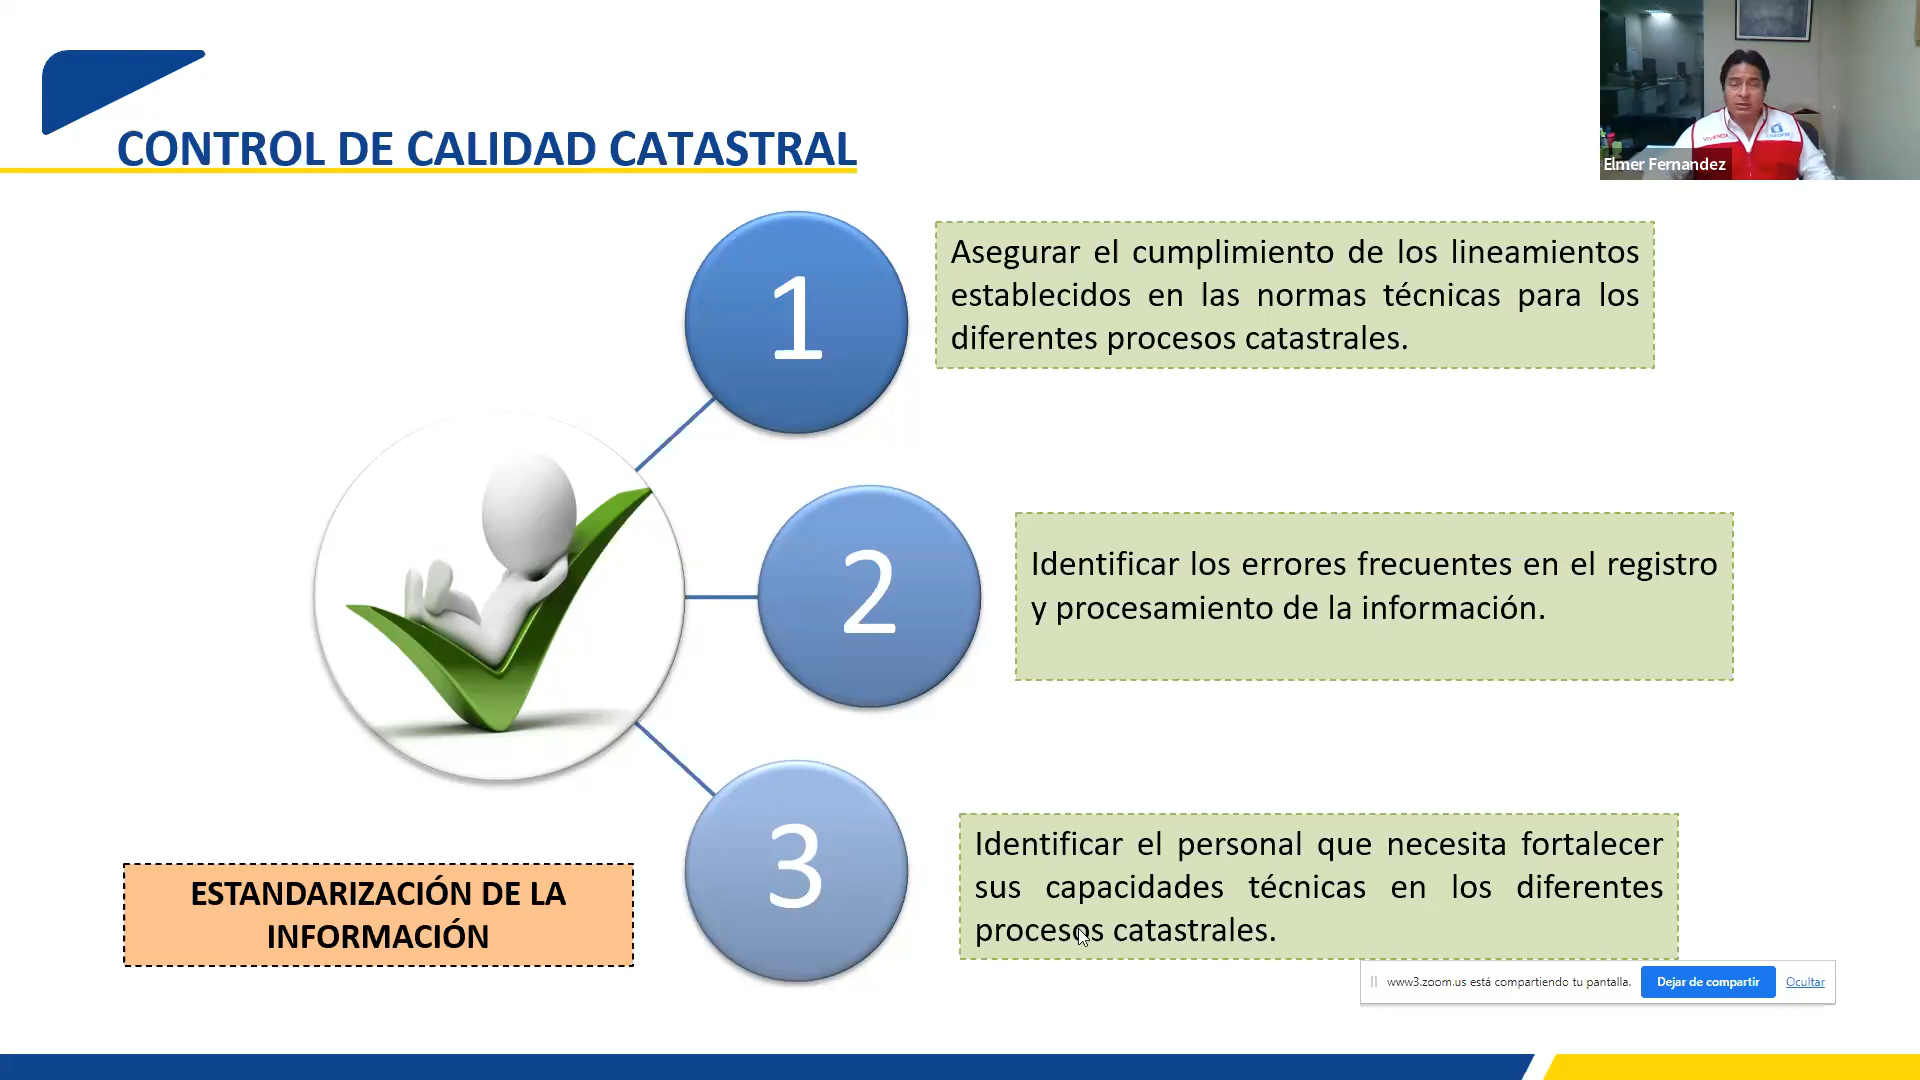 CONTROL DE CALIDAD CATASTRAL
Elmer Fernandez
VIVIENDA
1
Asegurar el cumplimiento de los lineamientos
establecidos en las normas técnicas para los
diferentes procesos catastrales.
2
Identificar los errores frecuentes en el registro
y procesamiento de la información.
3
Identificar el personal que necesita fortalecer
sus capacidades técnicas en los diferentes
procesos catastrales.
ESTANDARIZACIÓN DE LA
INFORMACIÓN
www3.zoom.us está compartiendo tu pantalla.
Dejar de compartir
Ocultar